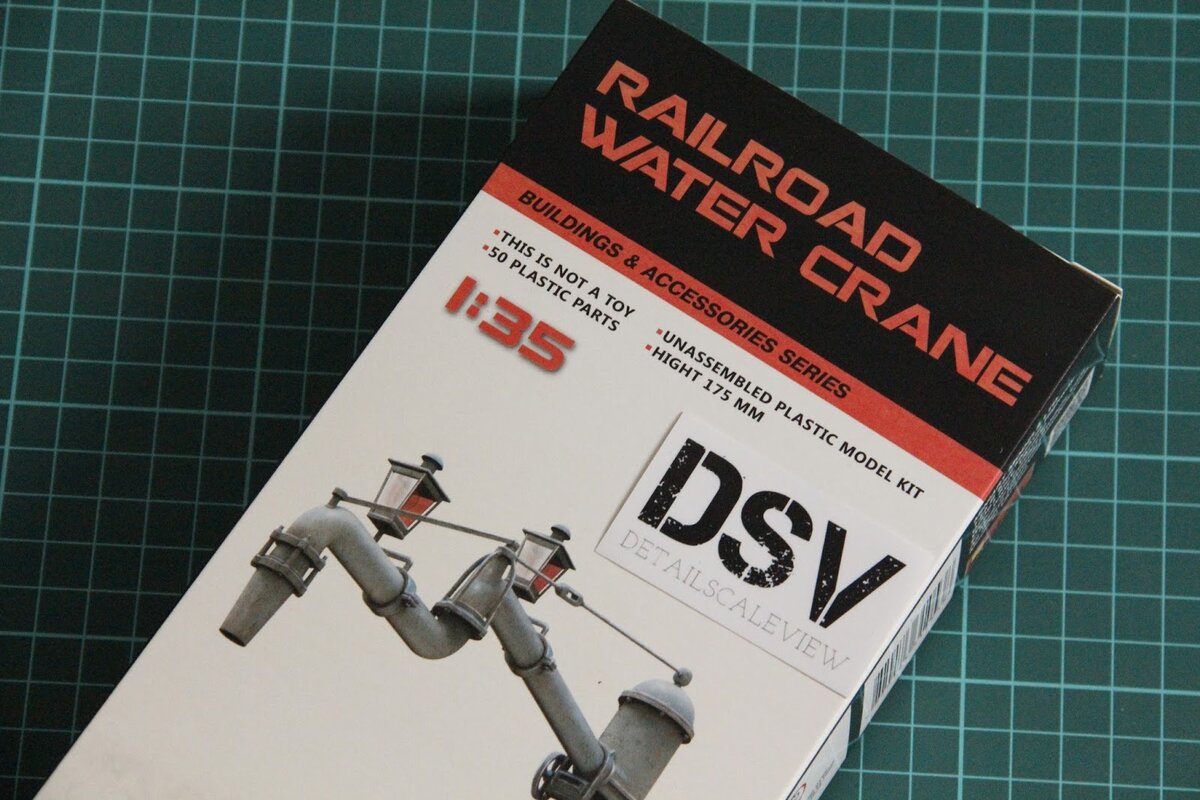 RAILROAD
WATER CRANE
BUILDINGS & ACCESSORIES SERIES
THIS IS NOT A TOY
50 PLASTIC PARTS
UNASSEMBLED PLASTIC MODEL KIT
HIGHT 175 MM
1:35
DSV
DETAILSCALEVIEW